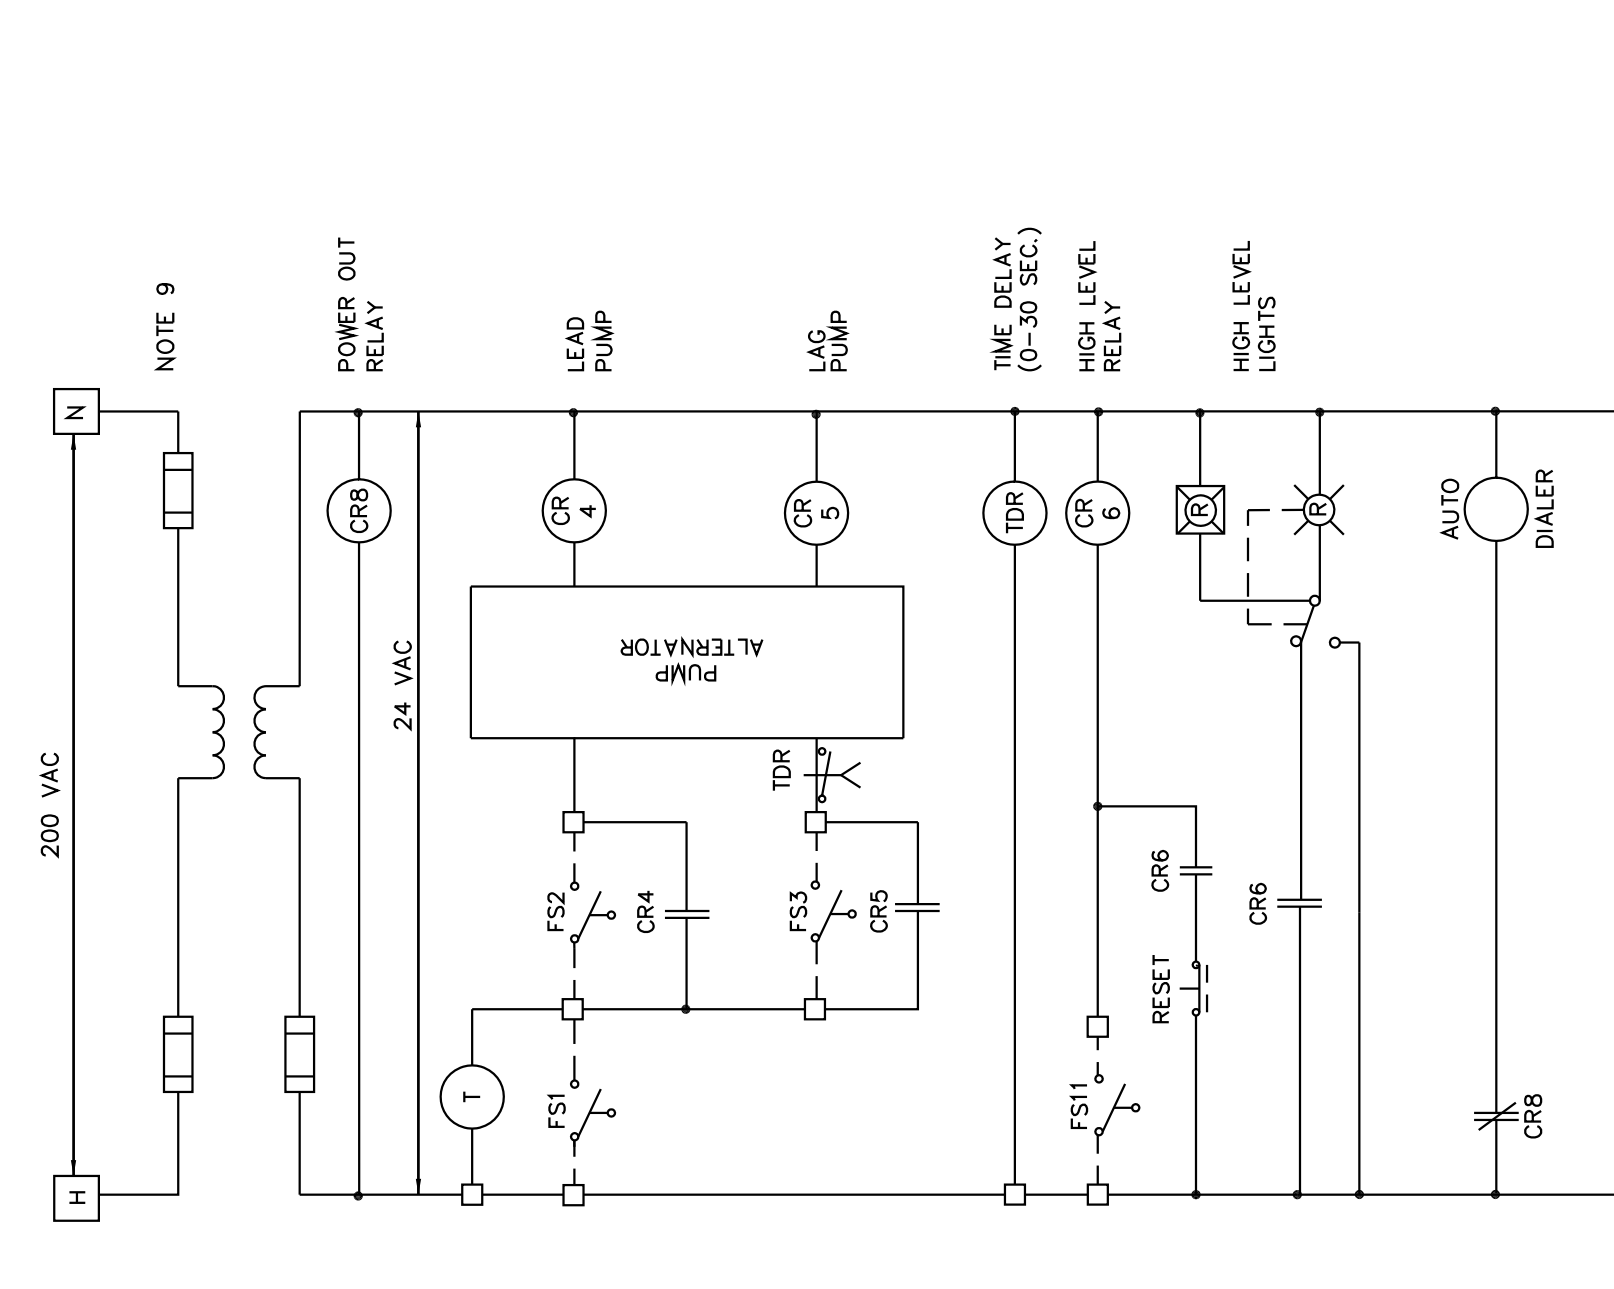 NOTE 9
POWER OUT
RELAY
LEAD
PUMP
LAG
PUMP
TIME DELAY
(0-30 SEC.)
HIGH LEVEL
RELAY
HIGH LEVEL
LIGHTS
N
CR8
CR
4
CR
5
TDR
CR
6
R
R
AUTO
DIALER
PUMP
ALTERNATOR
200 VAC
24 VAC
TDR
FS2
CR4
FS3
CR5
CR6
CR6
RESET
T
FS1
FS11
CR8
H